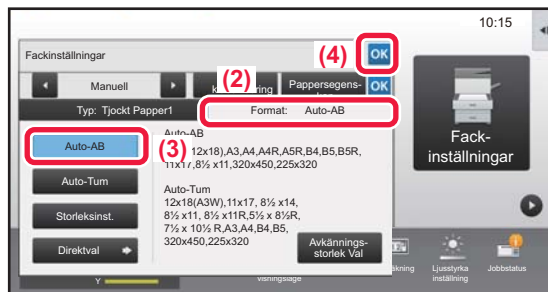 10:15
Fackinställningar
(4)
OK
Manuell
(2)
Pappersegens-
OK
Typ: Tjockt Papper1
Format: Auto-AB
Auto-AB
(3)
Auto-AB
12x18),A3,A4,A4R,A5R,B4,B5,B5R,
11x17,8½ x11,320x450,225x320
Auto-Tum
Auto-Tum
12x18(A3W),11x17, 8½ x14,
8½ x11, 8½ x11R,5½ x 8½R,
7½ x 10½ R,A3,A4,B4,B5,
320x450,225x320
Storleksinst.
Direktval
Avkännings-
storlek Val
Fack-
inställningar
Y
Ljusstyrka
inställning
Jobbstatus